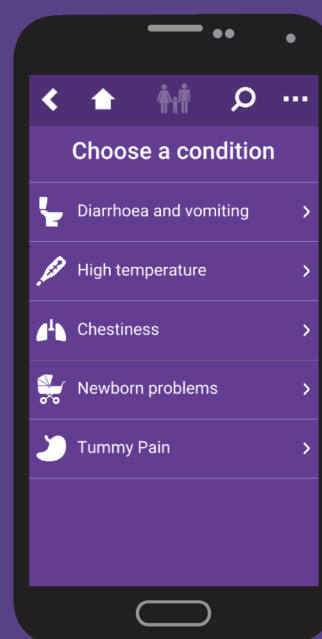 Choose a condition
Diarrhoea and vomiting
High temperature
Chestiness
Newborn problems
Tummy Pain